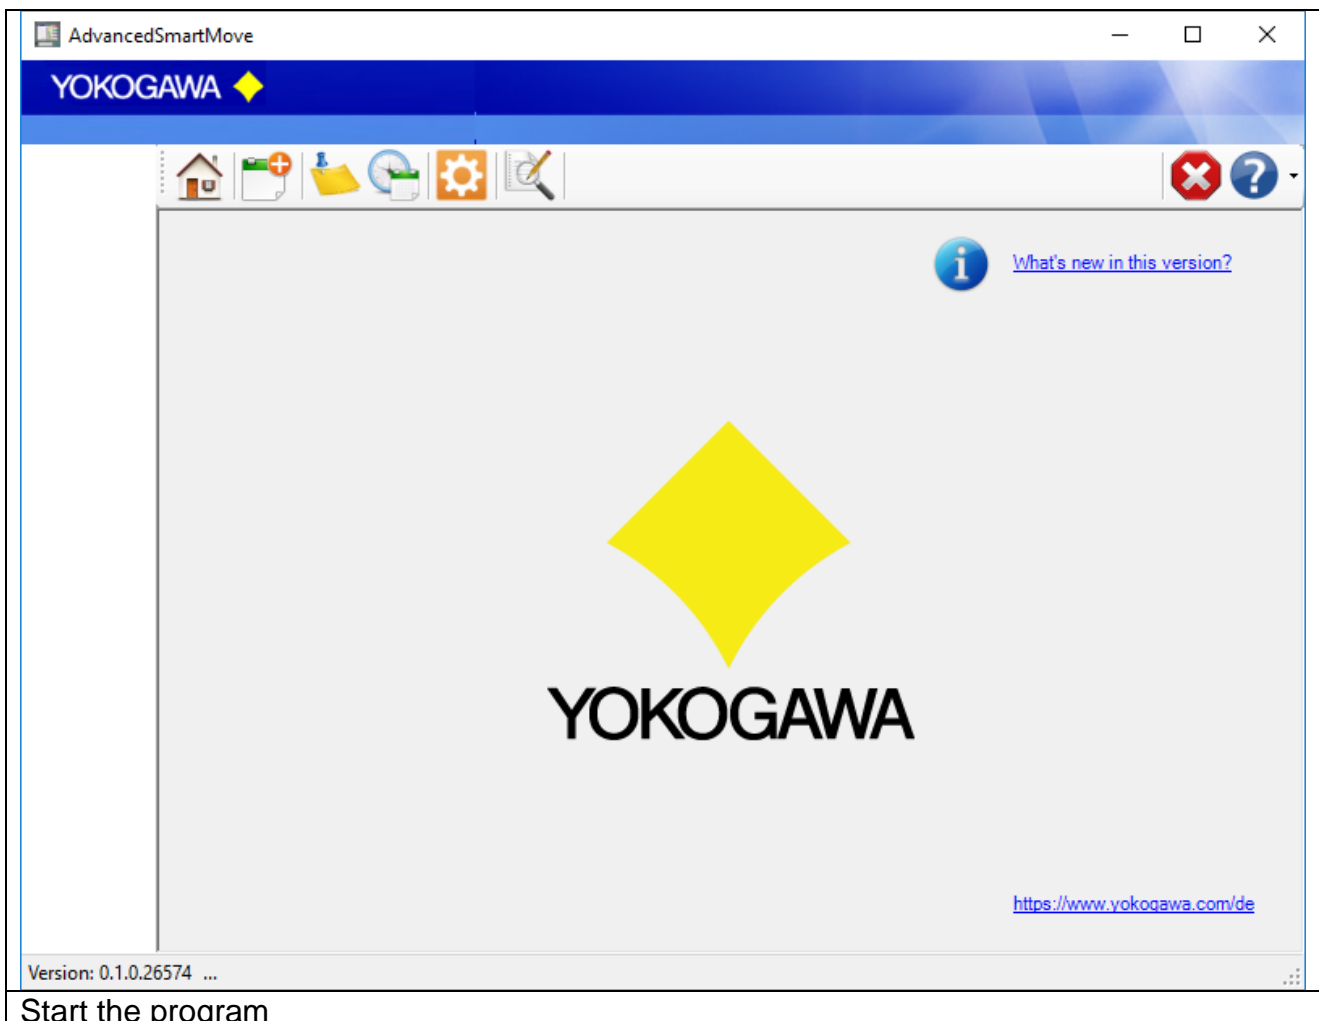 AdvancedSmartMove
YOKOGAWA
What's new in this version?
YOKOGAWA
https://www.yokogawa.com/de
Version: 0.1.0.26574 ...
Start the program